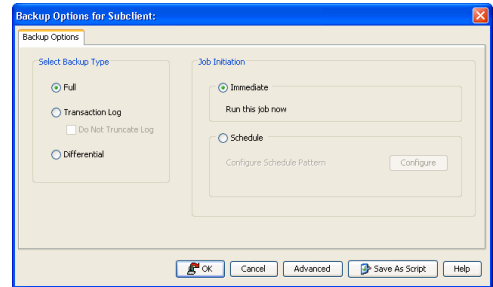 Backup Options for Subclient:
Backup Options
Select Backup Type
Full
Transaction Log
Do Not Truncate Log
Differential
Job Initiation
Immediate
Run this job now
Schedule
Configure Schedule Pattern
Configure
OK
Cancel
Advanced
Save As Script
Help